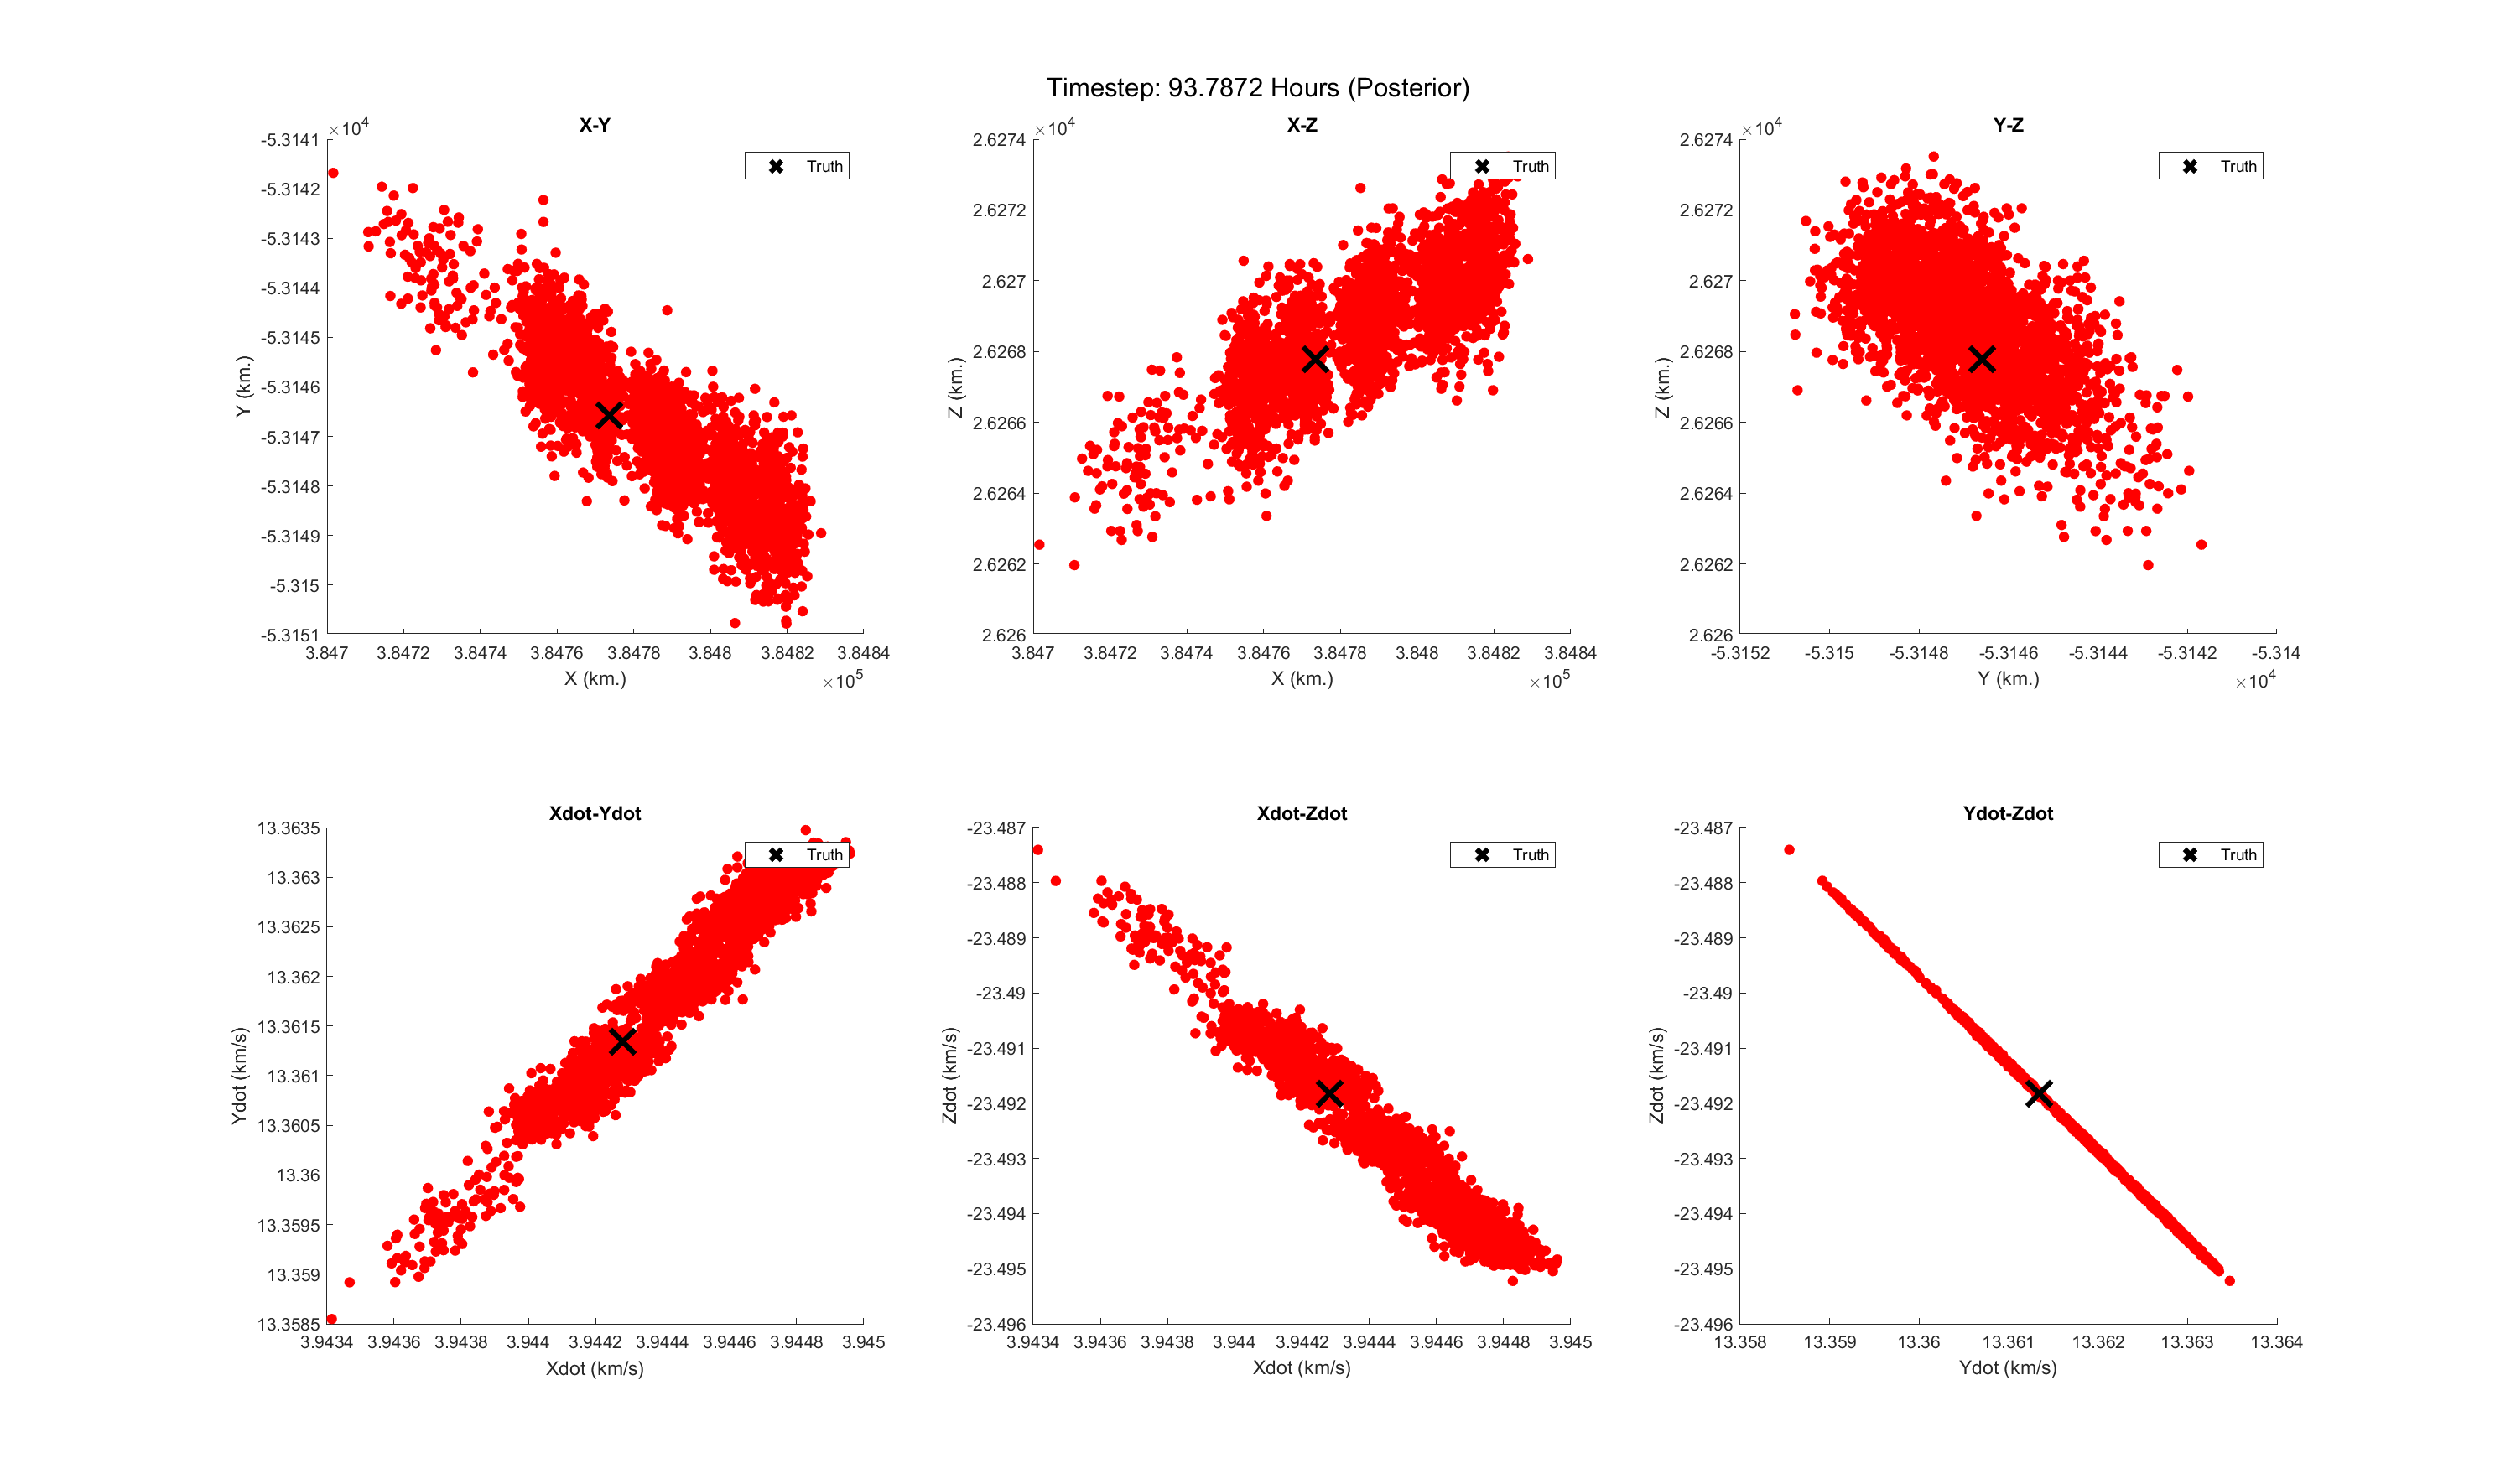 Timestep: 93.7872 Hours (Posterior)
X-Y
×10⁴
-5.3141
-5.3142
-5.3143
-5.3144
-5.3145
-5.3146
-5.3147
-5.3148
-5.3149
-5.315
-5.3151
Y (km.)
Truth
3.847 3.8472 3.8474 3.8476 3.8478 3.848 3.8482 3.8484
X (km.)
×10⁵
X-Z
×10⁴
2.6274
2.6272
2.627
2.6268
2.6266
2.6264
2.6262
2.626
Z (km.)
Truth
3.847 3.8472 3.8474 3.8476 3.8478 3.848 3.8482 3.8484
X (km.)
×10⁵
Y-Z
×10⁴
2.6274
2.6272
2.627
2.6268
2.6266
2.6264
2.6262
2.626
Z (km.)
Truth
-5.3152 -5.315 -5.3148 -5.3146 -5.3144 -5.3142 -5.314
Y (km.)
×10⁴
Xdot-Ydot
13.3635
13.363
13.3625
13.362
13.3615
13.361
13.3605
13.36
13.3595
13.359
13.3585
Ydot (km/s)
Truth
3.9434 3.9436 3.9438 3.944 3.9442 3.9444 3.9446 3.9448 3.945
Xdot (km/s)
Xdot-Zdot
-23.487
-23.488
-23.489
-23.49
-23.491
-23.492
-23.493
-23.494
-23.495
-23.496
Zdot (km/s)
Truth
3.9434 3.9436 3.9438 3.944 3.9442 3.9444 3.9446 3.9448 3.945
Xdot (km/s)
Ydot-Zdot
-23.487
-23.488
-23.489
-23.49
-23.491
-23.492
-23.493
-23.494
-23.495
-23.496
Zdot (km/s)
Truth
13.358 13.359 13.36 13.361 13.362 13.363 13.364
Ydot (km/s)